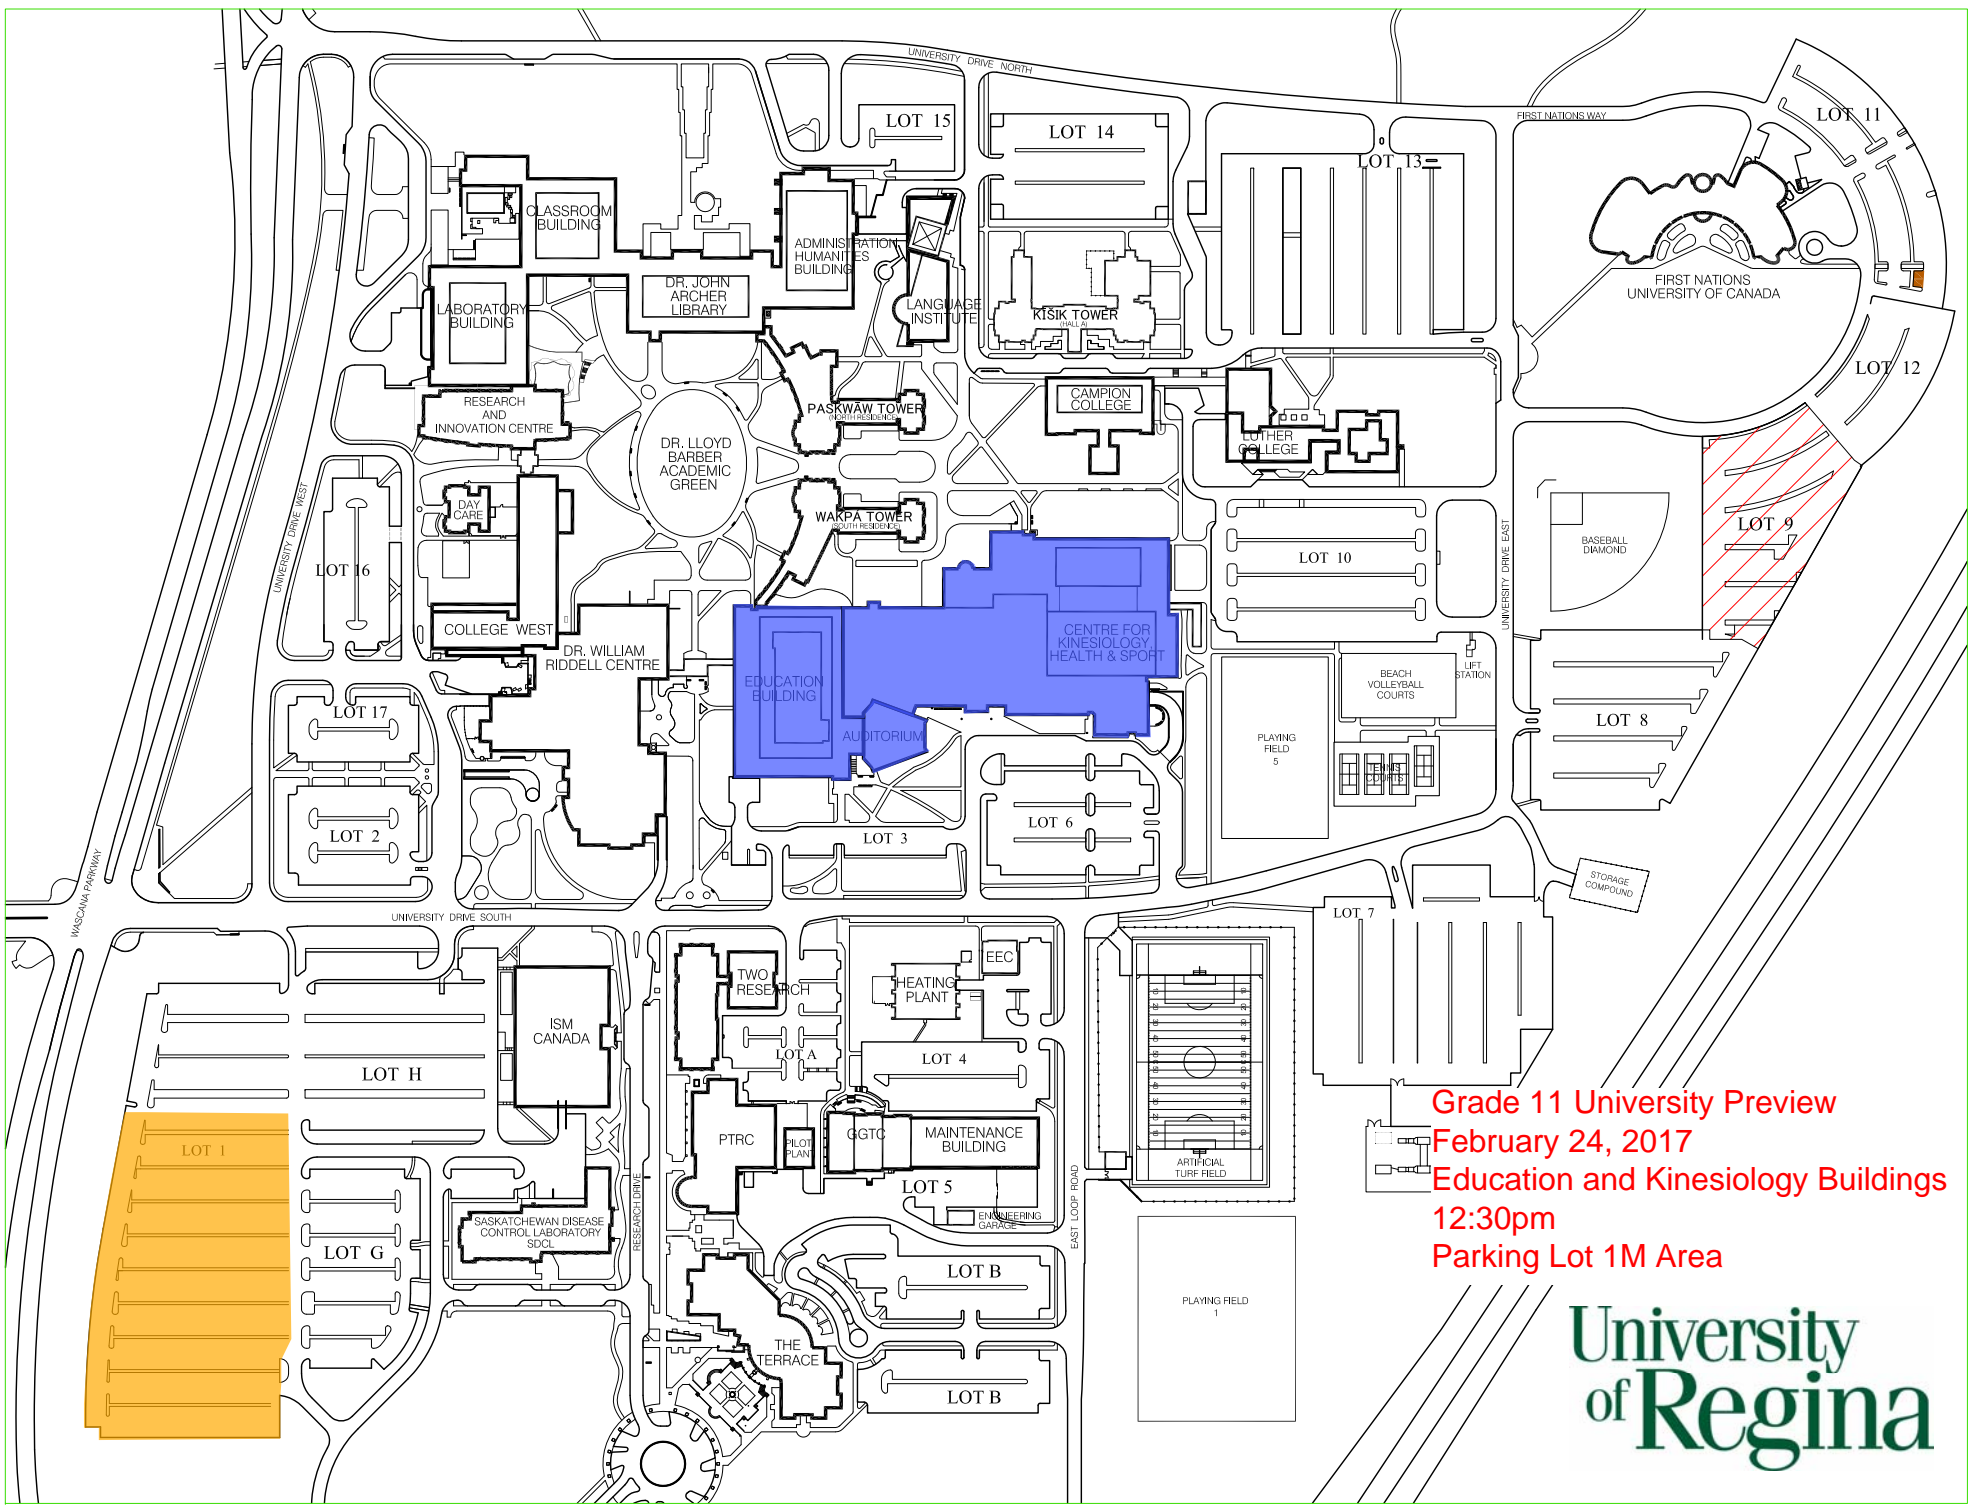 UNIVERSITY DRIVE NORTH
FIRST NATIONS WAY
LOT 11
LOT 15
LOT 14
LOT 13
CLASSROOM
BUILDING
ADMINISTRATION
HUMANITIES
BUILDING
DR. JOHN
ARCHER
LIBRARY
LABORATORY
BUILDING
LANGUAGE
INSTITUTE
KĪŠIK TOWER
(HALL A)
FIRST NATIONS
UNIVERSITY OF CANADA
LOT 12
RESEARCH
AND
INNOVATION CENTRE
PASKWĀW TOWER
(NORTH RESIDENCE)
CAMPION
COLLEGE
LUTHER
COLLEGE
DR. LLOYD
BARBER
ACADEMIC
GREEN
DAY
CARE
WAKPÁ TOWER
(SOUTH RESIDENCE)
UNIVERSITY DRIVE WEST
LOT 16
LOT 10
UNIVERSITY DRIVE EAST
BASEBALL
DIAMOND
LOT 9
COLLEGE WEST
DR. WILLIAM
RIDDELL CENTRE
CENTRE FOR
KINESIOLOGY,
HEALTH & SPORT
EDUCATION
BUILDING
AUDITORIUM
BEACH
VOLLEYBALL
COURTS
LIFT
STATION
LOT 17
LOT 8
PLAYING
FIELD
5
TENNIS
COURTS
LOT 2
LOT 3
LOT 6
STORAGE
COMPOUND
WASCANA PARKWAY
UNIVERSITY DRIVE SOUTH
LOT 7
TWO
RESEARCH
HEATING
PLANT
EEC
ISM
CANADA
LOT A
LOT 4
LOT H
LOT 1
PTRC
PILOT
PLANT
GGTC
MAINTENANCE
BUILDING
ARTIFICIAL
TURF FIELD
LOT 5
ENGINEERING
GARAGE
RESEARCH DRIVE
EAST LOOP ROAD
SASKATCHEWAN DISEASE
CONTROL LABORATORY
SDCL
LOT G
LOT B
THE
TERRACE
LOT B
PLAYING FIELD
1
Grade 11 University Preview
February 24, 2017
Education and Kinesiology Buildings
12:30pm
Parking Lot 1M Area
University
of Regina